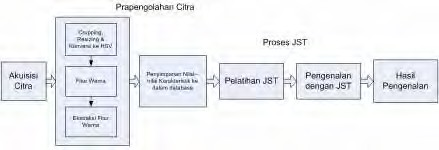 Prapengolahan Citra
Proses JST
Akuisisi
Citra
Cropping,
Resizing &
Konversi ke HSV
Fitur Warna
Ekstraksi Fitur
Warna
Penyimpanan Nilai-
nilai Karakteristik ke
dalam database
Pelatihan JST
Pengenalan
dengan JST
Hasil
Pengenalan